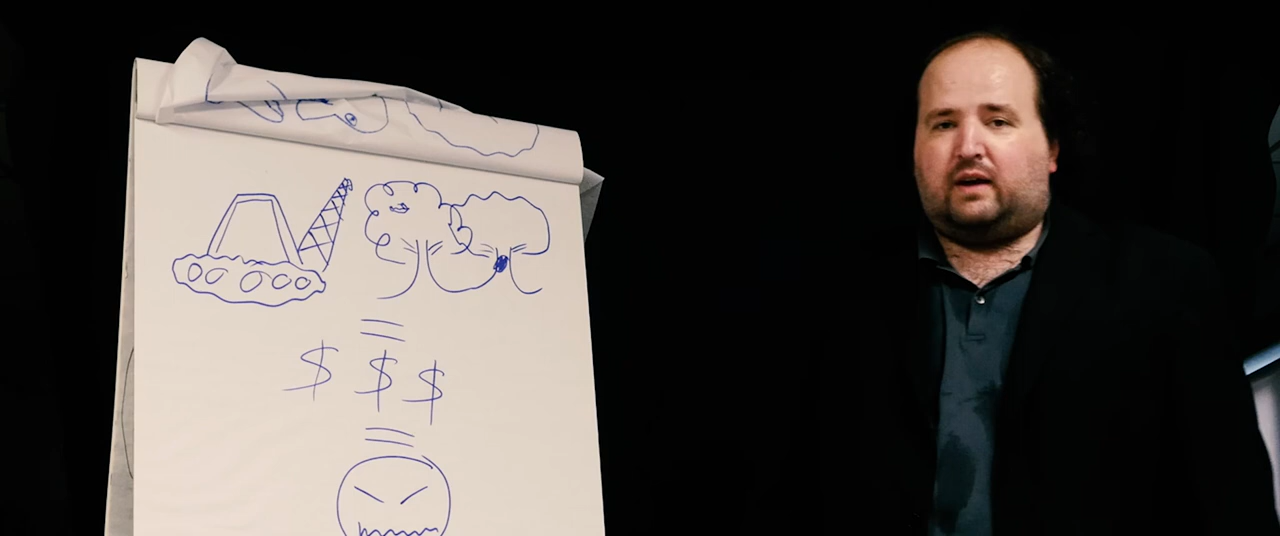 =
$ $ $
=